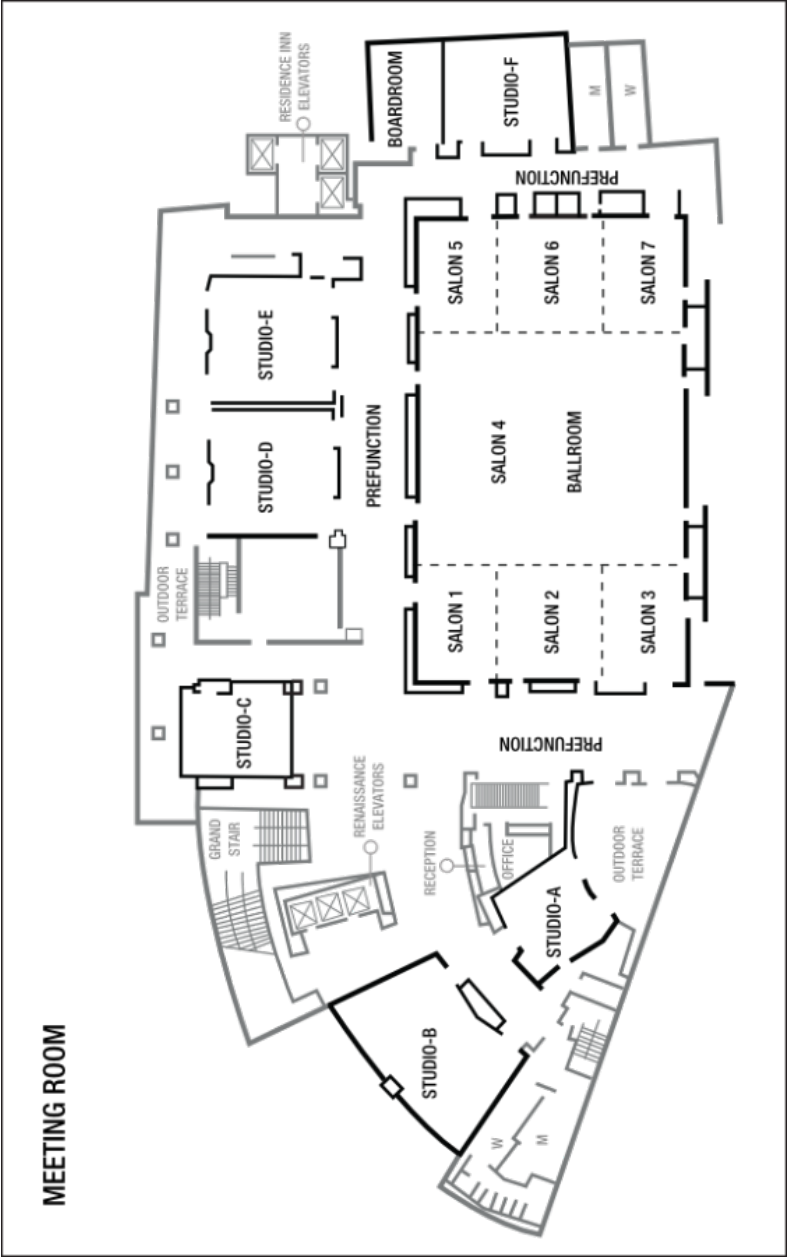 MEETING ROOM
GRAND
STAIR
STUDIO-C
OUTDOOR
TERRACE
STUDIO-D
STUDIO-E
RESIDENCE INN
ELEVATORS
RENAISSANCE
ELEVATORS
PREFUNCTION
BOARDROOM
STUDIO-B
RECEPTION
OFFICE
SALON 1
SALON 4
SALON 5
STUDIO-F
W
M
STUDIO-A
PREFUNCTION
SALON 2
BALLROOM
SALON 6
PREFUNCTION
M
W
OUTDOOR
TERRACE
SALON 3
SALON 7